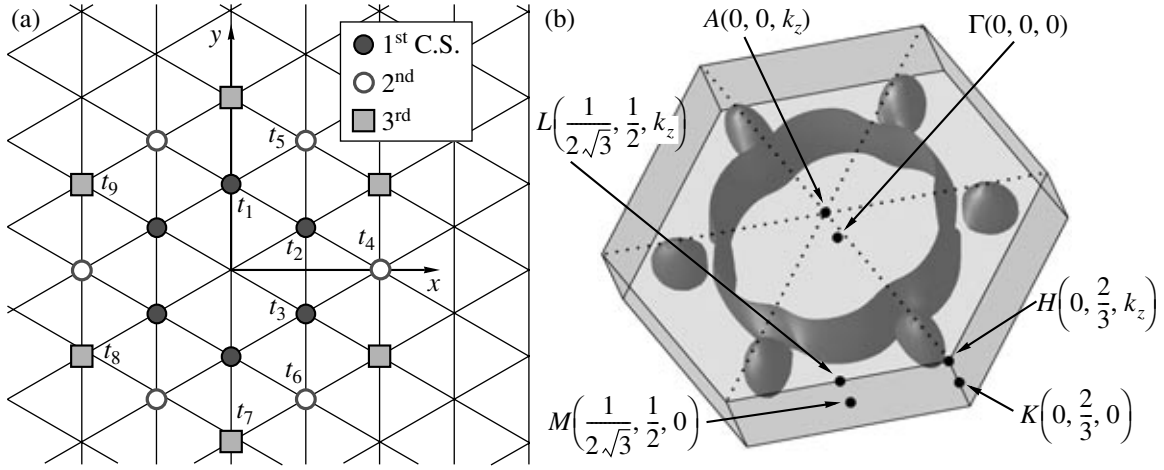 (a)
y
x
1st C.S.
2nd
3rd
t5
t9
t1
t2
t4
t3
t8
t6
t7
(b)
A(0, 0, kz)
Γ(0, 0, 0)
L(1/2√3, 1/2, kz)
H(0, 2/3, kz)
M(1/2√3, 1/2, 0)
K(0, 2/3, 0)